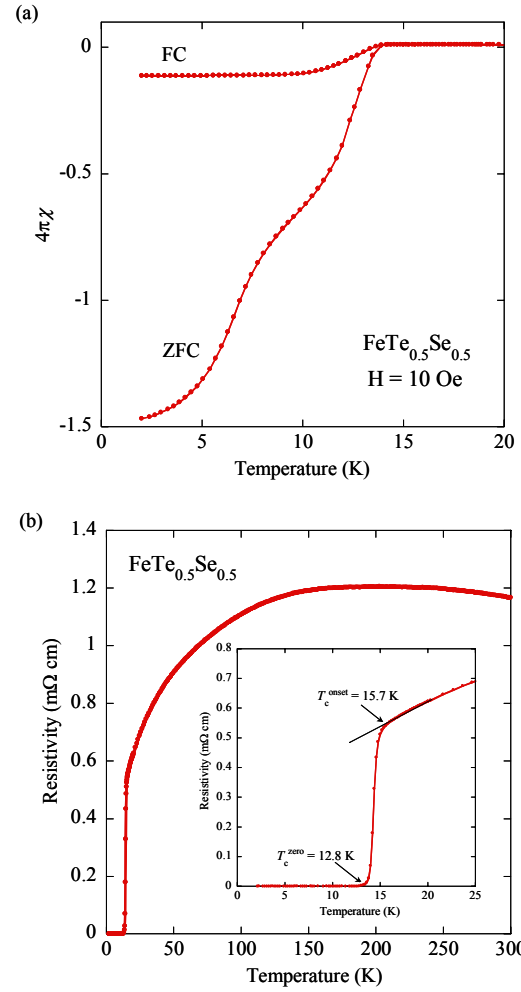 (a)
0
-0.5
-1
-1.5
4πχ
FC
ZFC
FeTe0.5Se0.5
H = 10 Oe
0 5 10 15 20
Temperature (K)
(b)
1.4
1.2
1
0.8
0.6
0.4
0.2
0
Resistivity (mΩ cm)
FeTe0.5Se0.5
0.8
0.7
0.6
0.5
0.4
0.3
0.2
0.1
0
Resistivity (mΩ cm)
Tc onset = 15.7 K
Tc zero = 12.8 K
0 5 10 15 20 25
Temperature (K)
0 50 100 150 200 250 300
Temperature (K)